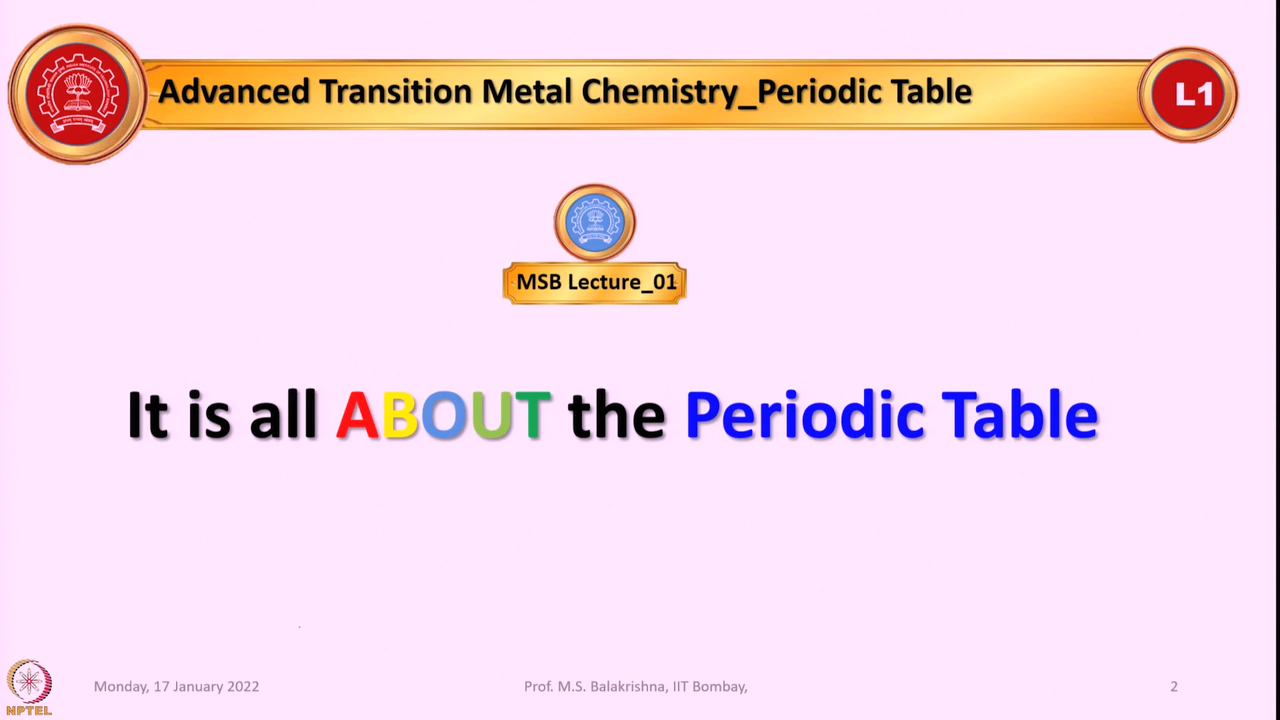 Advanced Transition Metal Chemistry_Periodic Table
L1
MSB Lecture_01
It is all ABOUT the Periodic Table
Monday, 17 January 2022
Prof. M.S. Balakrishna, IIT Bombay,
2
NPTEL